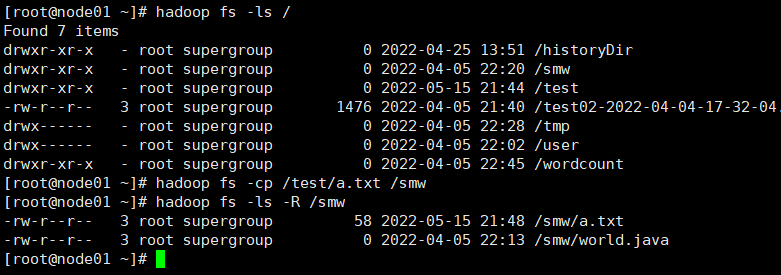 [root@node01 ~]# hadoop fs -ls /
Found 7 items
drwxr-xr-x   - root supergroup          0 2022-04-25 13:51 /historyDir
drwxr-xr-x   - root supergroup          0 2022-04-05 22:20 /smw
drwxr-xr-x   - root supergroup          0 2022-05-15 21:44 /test
-rw-r--r--   3 root supergroup       1476 2022-04-05 21:40 /test02-2022-04-04-17-32-04.
drwx------   - root supergroup          0 2022-04-05 22:28 /tmp
drwx------   - root supergroup          0 2022-04-05 22:02 /user
drwxr-xr-x   - root supergroup          0 2022-04-05 22:45 /wordcount
[root@node01 ~]# hadoop fs -cp /test/a.txt /smw
[root@node01 ~]# hadoop fs -ls -R /smw
-rw-r--r--   3 root supergroup         58 2022-05-15 21:48 /smw/a.txt
-rw-r--r--   3 root supergroup          0 2022-04-05 22:13 /smw/world.java
[root@node01 ~]#